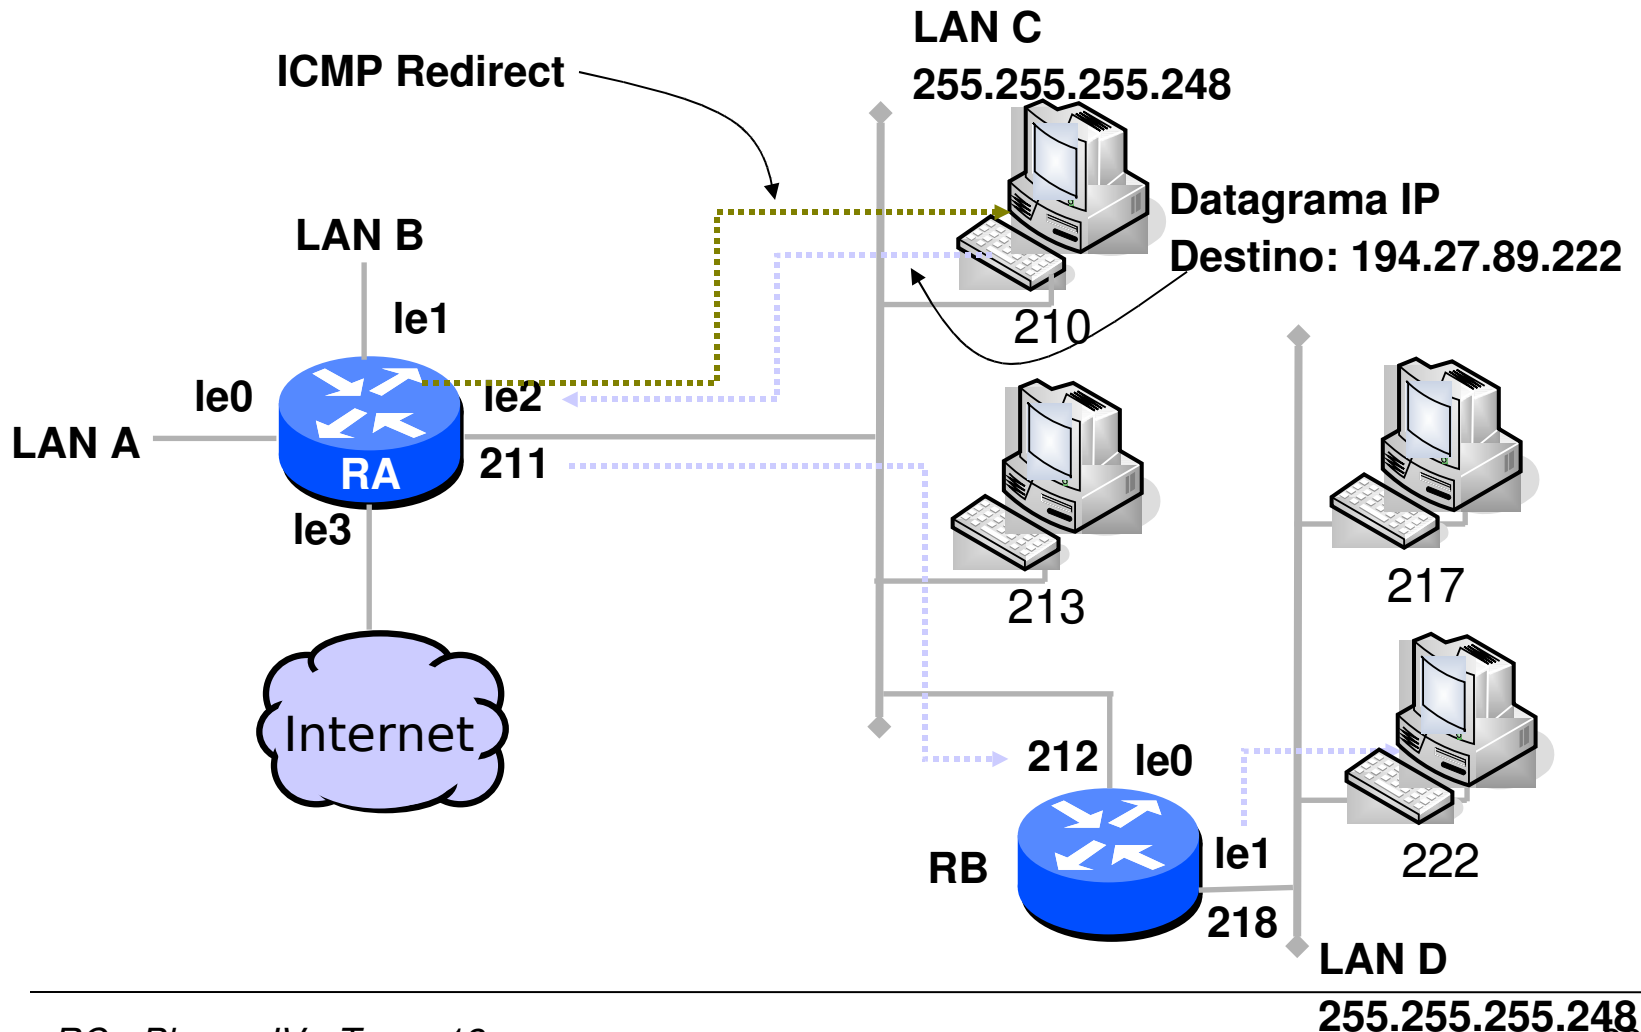 LAN C
255.255.255.248
ICMP Redirect
Datagrama IP
Destino: 194.27.89.222
LAN B
le1
210
le0
le2
LAN A
211
RA
le3
213
217
Internet
212
le0
RB
le1
222
218
LAN D
255.255.255.248